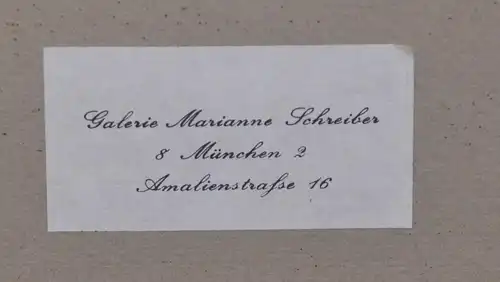 Galerie Marianne Schreiber
8 München 2
Amalienstraße 16